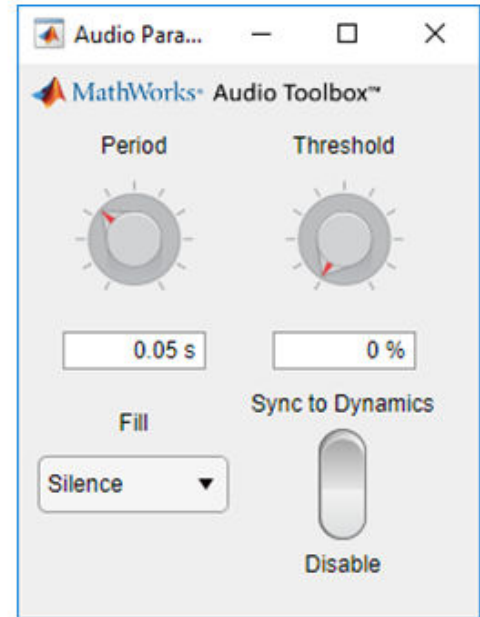 Audio Para...
MathWorks® Audio Toolbox™
Period Threshold
0.05 s 0 %
Fill Sync to Dynamics
Silence
Disable